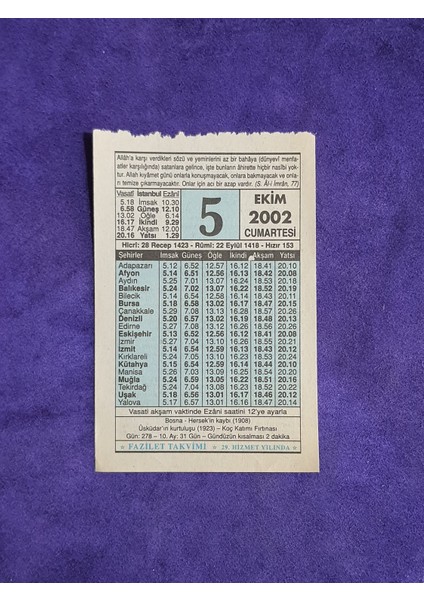 Allâh'a karşı verdikleri sözü ve yeminlerini az bir bahâya (dünyevî menfa-
atler karşılığında) satanlara gelince, işte bunların âhirette hiçbir nasîbi yok-
tur. Allah kıyâmet günü onlarla konuşmayacak, onlara bakmayacak ve on-
ları temize çıkarmayacaktır. Onlar için acı bir azap vardır. (S. Âl-i İmrân, 77)
Vasatî İstanbul Ezânî
5.18 İmsak 10.30
6.58 Güneş 12.10
13.02 Öğle 6.14
16.17 İkindi 9.29
18.47 Akşam 12.00
20.16 Yatsı 1.29
5
EKİM
2002
CUMARTESİ
Hicrî: 28 Recep 1423 - Rûmî: 22 Eylül 1418 - Hızır 153
Şehirler İmsak Güneş Öğle İkindi Akşam Yatsı
Adapazarı 5.12 6.52 12.57 16.12 18.41 20.10
Afyon 5.14 6.51 12.56 16.13 18.42 20.08
Aydın 5.25 7.01 13.07 16.24 18.53 20.18
Balıkesir 5.24 7.02 13.07 16.22 18.52 20.19
Bilecik 5.14 6.54 12.58 16.14 18.43 20.11
Bursa 5.18 6.58 13.02 16.17 18.47 20.15
Çanakkale 5.29 7.08 13.13 16.28 18.58 20.26
Denizli 5.20 6.57 13.02 16.19 18.48 20.13
Edirne 5.27 7.08 13.12 16.26 18.56 20.26
Eskişehir 5.13 6.52 12.56 16.12 18.42 20.09
İzmir 5.27 7.04 13.10 16.25 18.55 20.21
İzmit 5.14 6.54 12.59 16.13 18.43 20.12
Kırklareli 5.24 7.05 13.10 16.23 18.53 20.24
Kütahya 5.15 6.54 12.59 16.14 18.44 20.10
Manisa 5.26 7.03 13.09 16.25 18.54 20.20
Muğla 5.24 6.59 13.05 16.22 18.51 20.16
Tekirdağ 5.24 7.04 13.08 16.22 18.53 20.22
Uşak 5.18 6.56 13.01 16.18 18.46 20.12
Yalova 5.17 6.57 13.01 16.16 18.47 20.14
Vasatî akşam vaktinde Ezânî saatini 12'ye ayarla
Bosna - Hersek'in kaybı (1908)
Üsküdar'ın kurtuluşu (1923) – Koç Katımı Fırtınası
Gün: 278 – 10. Ay: 31 Gün – Gündüzün kısalması 2 dakika
FAZİLET TAKVİMİ 28. HİZMET YILINDA